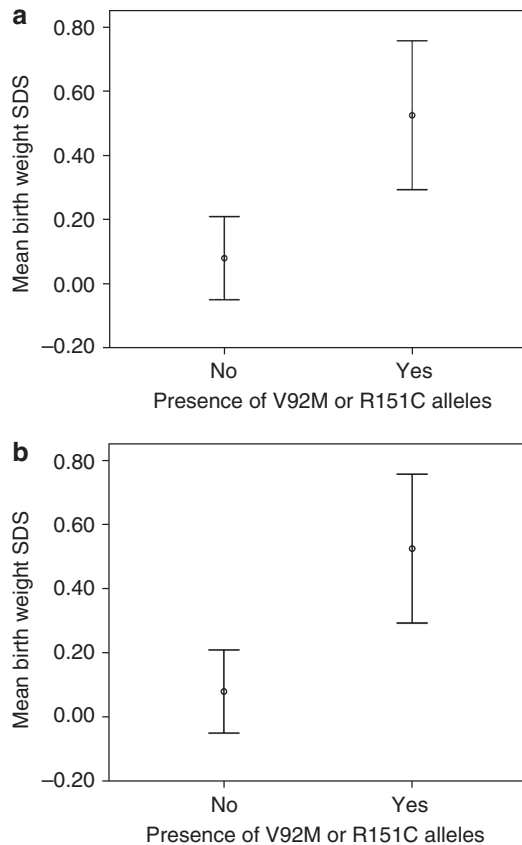 a
0.80
0.60
0.40
0.20
0.00
–0.20
Mean birth weight SDS
No Yes
Presence of V92M or R151C alleles
b
0.80
0.60
0.40
0.20
0.00
–0.20
Mean birth weight SDS
No Yes
Presence of V92M or R151C alleles